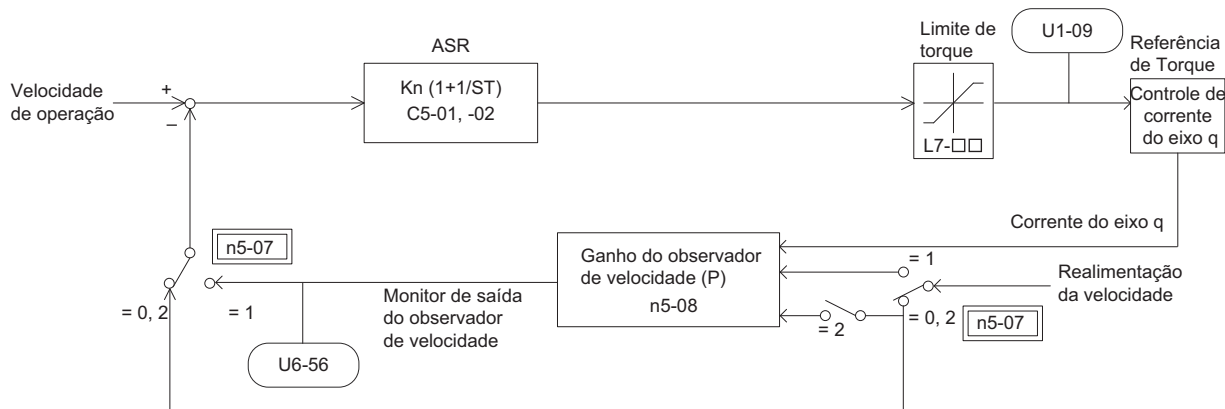 ASR
Limite de
torque
U1-09
Referência
de Torque
Velocidade
de operação
+
–
Kn (1+1/ST)
C5-01, -02
L7-□□
Controle de
corrente
do eixo q
Corrente do eixo q
n5-07
Ganho do observador
de velocidade (P)
n5-08
= 1
Realimentação
da velocidade
= 0, 2
= 1
Monitor de saída
do observador
de velocidade
= 2
= 0, 2
n5-07
U6-56